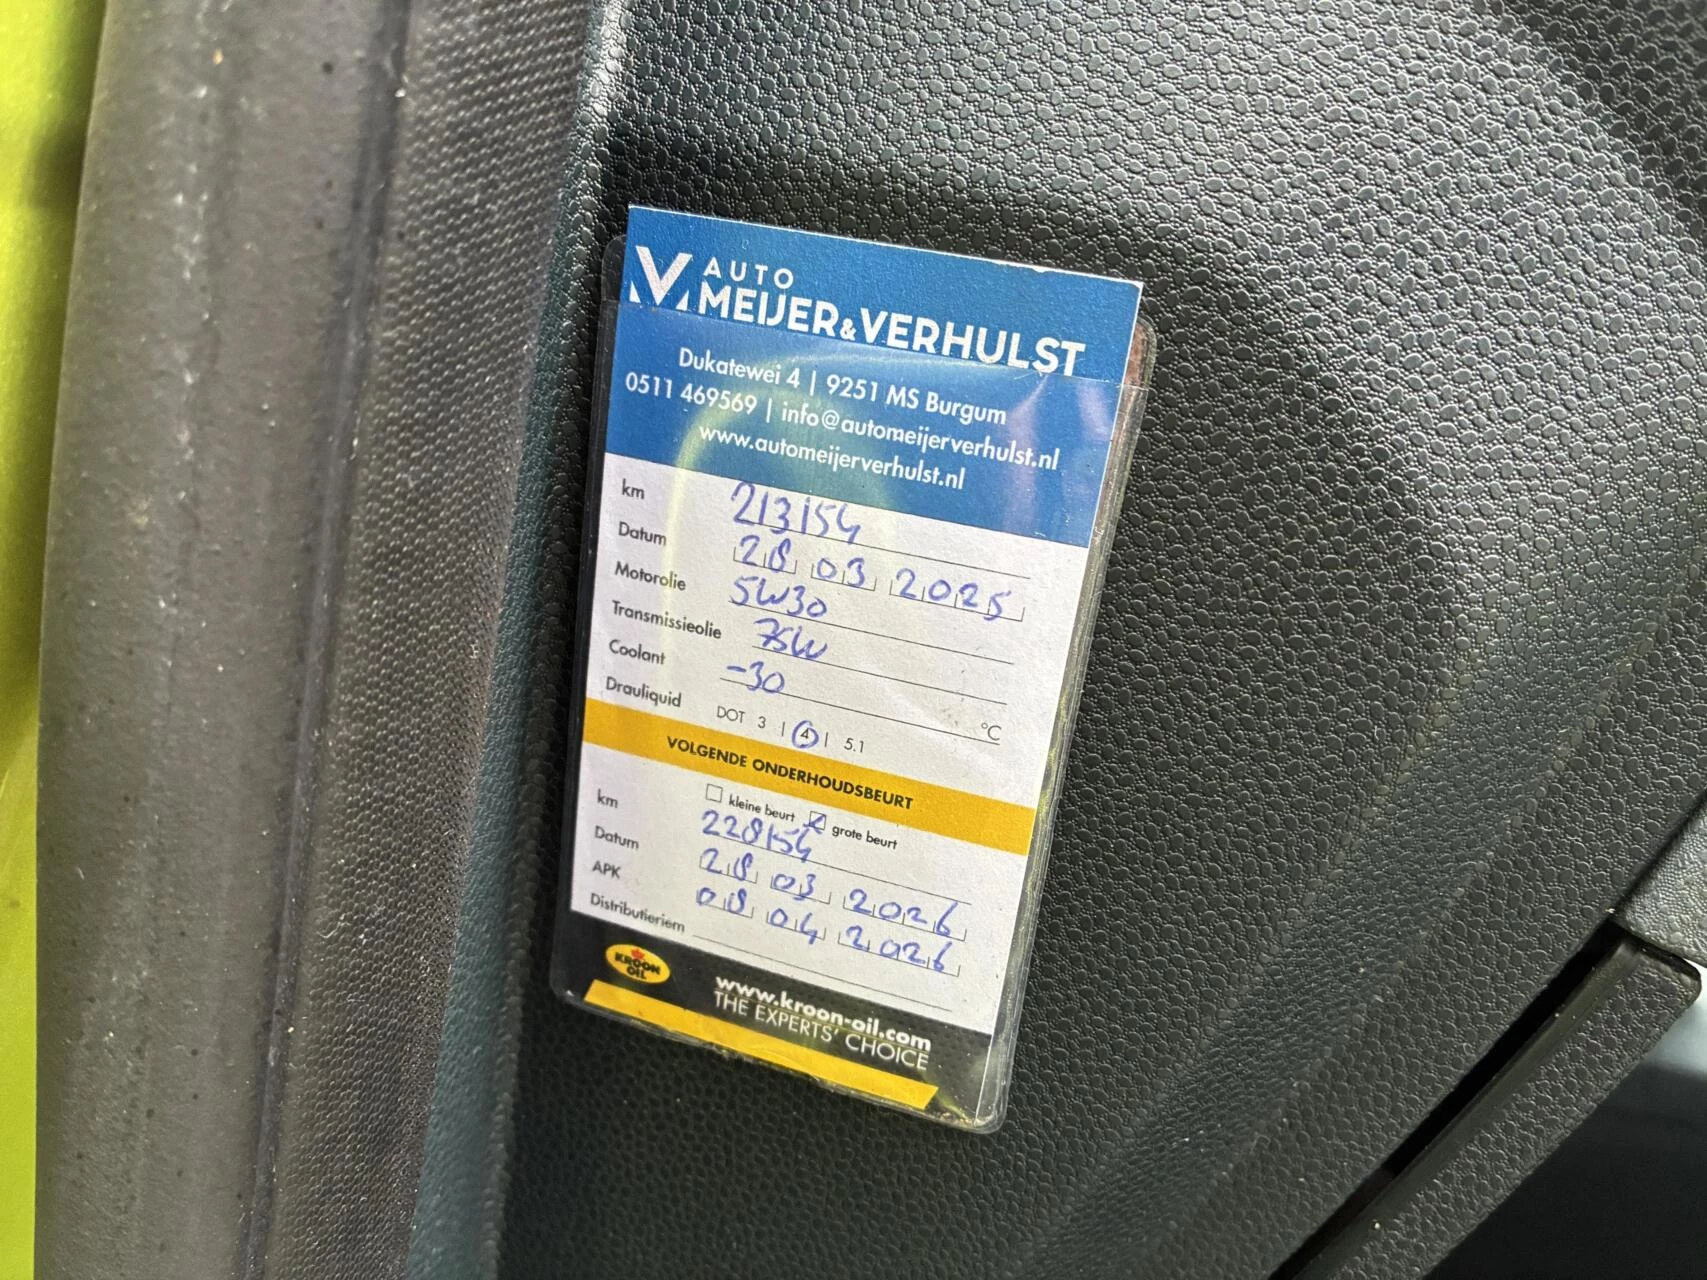 AUTO
MEIJER&VERHULST
Dukatewei 4 | 9251 MS Burgum
0511 469569 | info@automeijerverhulst.nl
www.automeijerverhulst.nl
km 213154
Datum 28 03 2025
Motorolie 5W30
Transmissieolie 75W
Coolant -30 °C
Drauliquid DOT 3 | 4 | 5.1
VOLGENDE ONDERHOUDSBEURT
kleine beurt grote beurt
km 228154
Datum 28 03 2026
APK 08 04 2026
Distributieriem
KROON
OIL
www.kroon-oil.com
THE EXPERTS' CHOICE